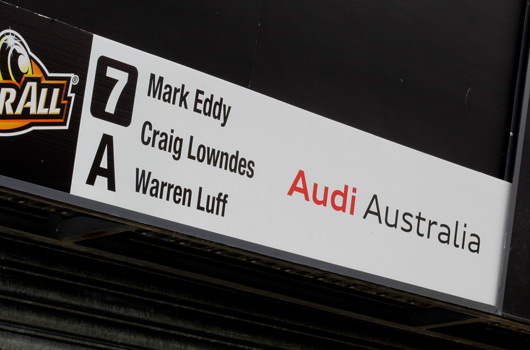 RALL®
7
A
Mark Eddy
Craig Lowndes
Warren Luff
Audi Australia